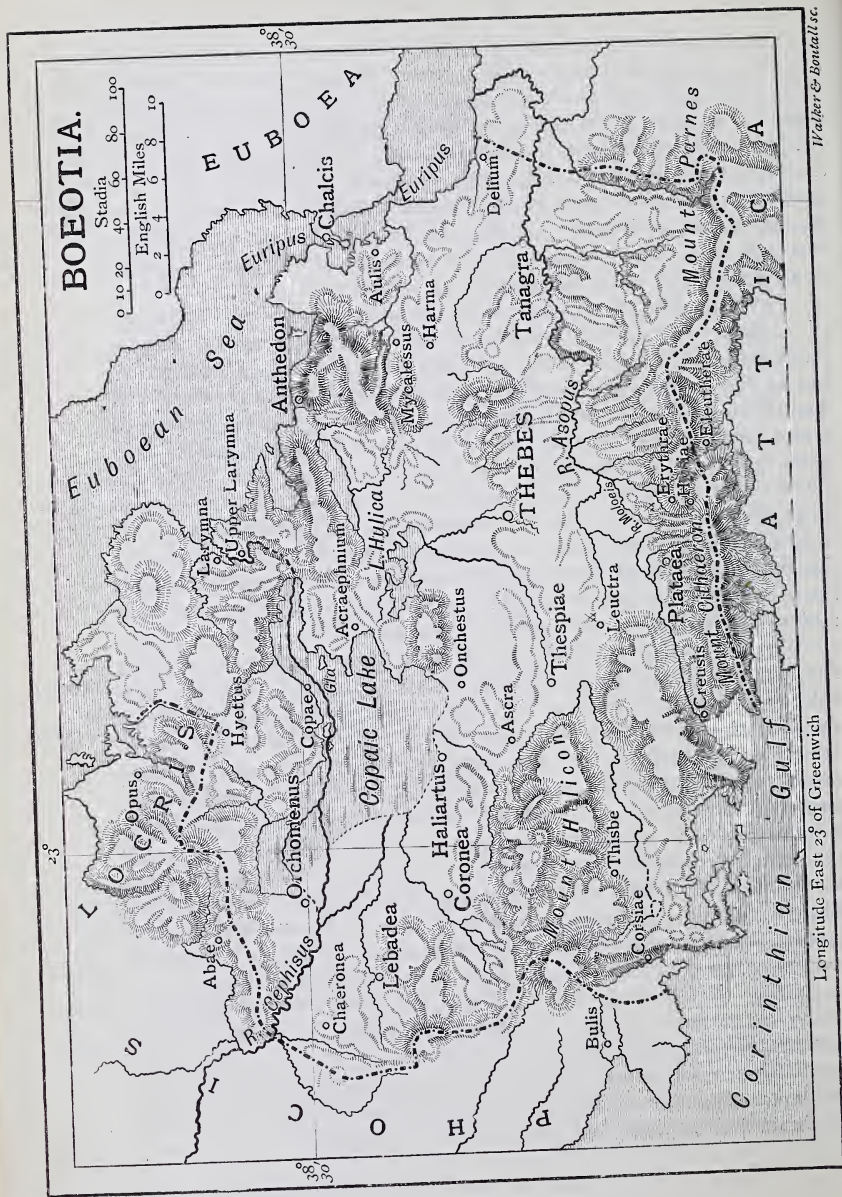 BOEOTIA.
Stadia
0 10 20 40 60 80 100
English Miles
0 2 4 6 8 10
38°
30
EUBOEA
Euboean Sea
Euripus
Chalcis
Euripus
Anthedon
Aulis
Delium
Larymna
Upper Larymna
Mycalessus
Harma
Tanagra
L. Hylica
Acraephnium
LOCRIS
Opus
Hyettus
Copae
Gla
Copaic Lake
Onchestus
THEBES
R. Asopus
Mount Parnes
Abae
Orchomenus
R. Cephisus
Haliartus
Ascra
Thespiae
Leuctra
R. Moloeis
Erythrae
Hysiae
Eleutherae
Plataea
Mount Cithaeron
Creusis
ATTICA
Chaeronea
Lebadea
Coronea
Mount Helicon
Thisbe
Corsiae
Bulis
PHOCIS
Corinthian Gulf
23°
38°
30
Longitude East 23° of Greenwich
Walker & Boutall sc.